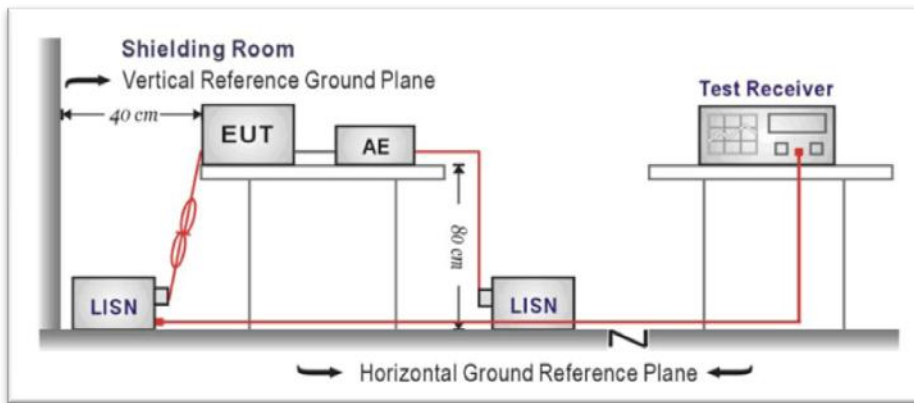 Shielding Room
Vertical Reference Ground Plane
40 cm
EUT
AE
Test Receiver
80 cm
LISN
LISN
Horizontal Ground Reference Plane